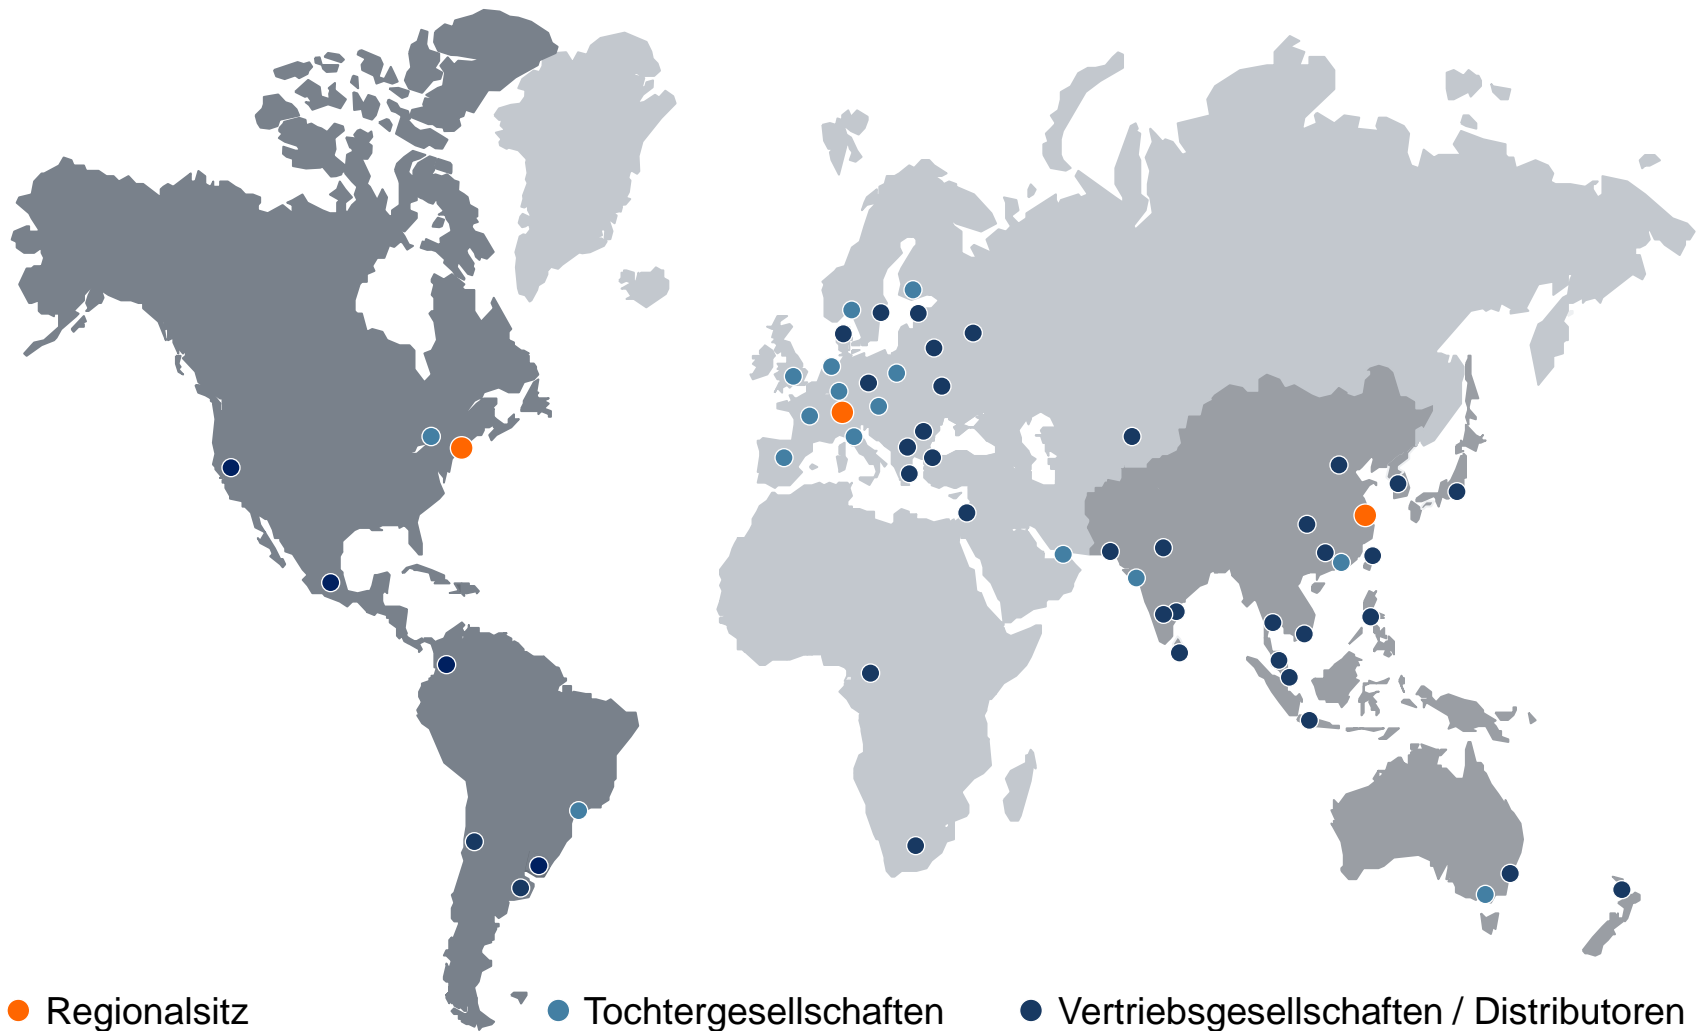 Regionalsitz
Tochtergesellschaften
Vertriebsgesellschaften / Distributoren